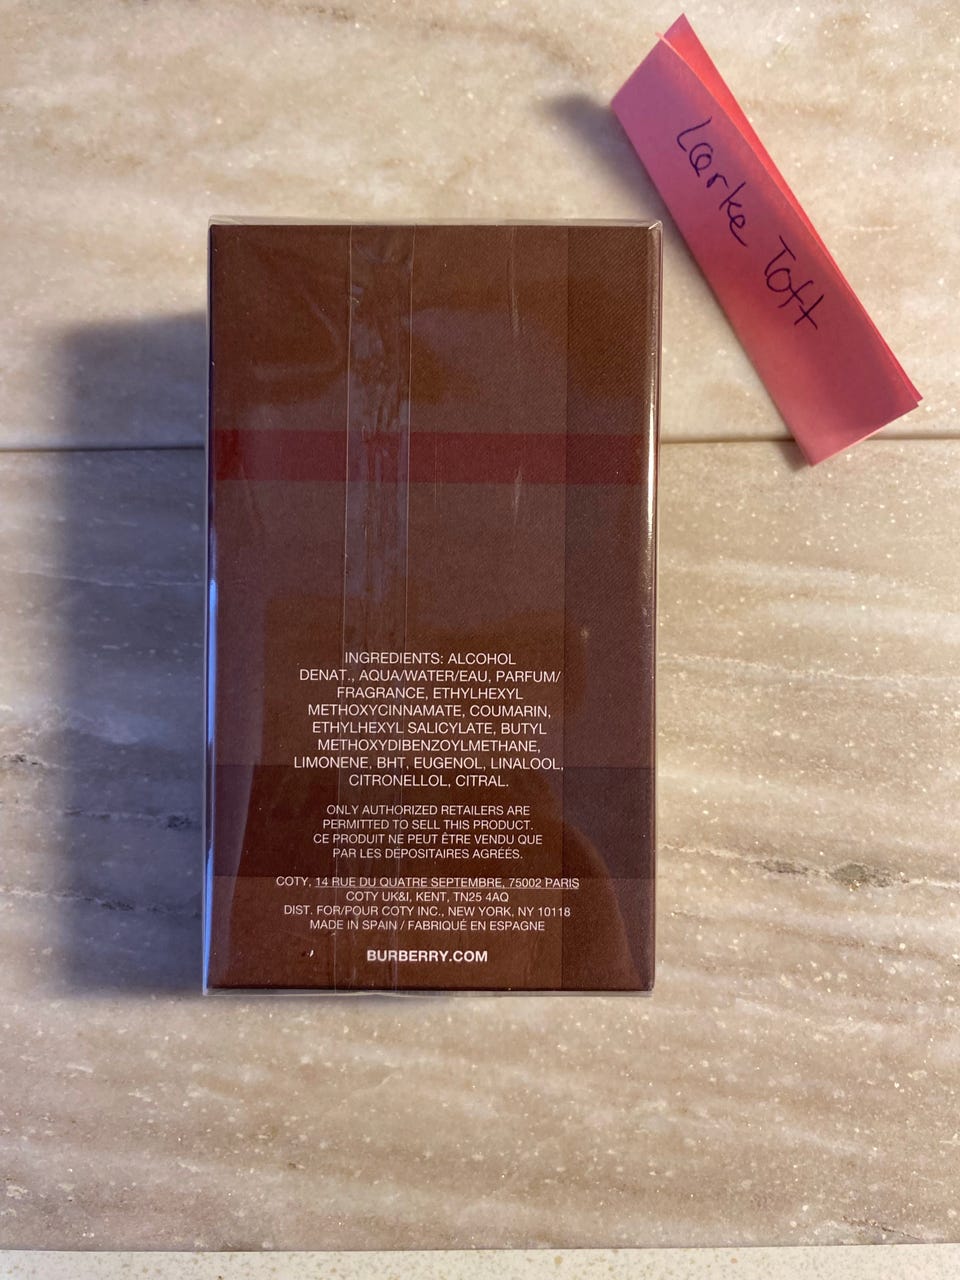 Lærke Toft
INGREDIENTS: ALCOHOL
DENAT., AQUA/WATER/EAU, PARFUM/
FRAGRANCE, ETHYLHEXYL
METHOXYCINNAMATE, COUMARIN,
ETHYLHEXYL SALICYLATE, BUTYL
METHOXYDIBENZOYLMETHANE,
LIMONENE, BHT, EUGENOL, LINALOOL,
CITRONELLOL, CITRAL.
ONLY AUTHORIZED RETAILERS ARE
PERMITTED TO SELL THIS PRODUCT.
CE PRODUIT NE PEUT ÊTRE VENDU QUE
PAR LES DÉPOSITAIRES AGRÉÉS.
COTY, 14 RUE DU QUATRE SEPTEMBRE, 75002 PARIS
COTY UK&I, KENT, TN25 4AQ
DIST. FOR/POUR COTY INC., NEW YORK, NY 10118
MADE IN SPAIN / FABRIQUÉ EN ESPAGNE
BURBERRY.COM